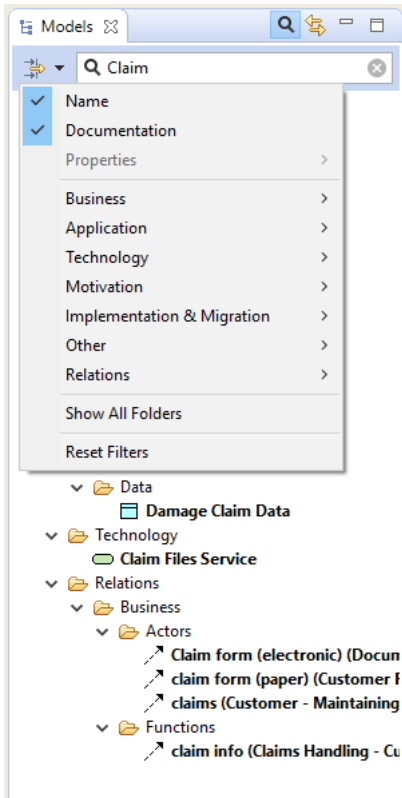 Models
Claim
Name
Documentation
Properties
Business
Application
Technology
Motivation
Implementation & Migration
Other
Relations
Show All Folders
Reset Filters
Data
Damage Claim Data
Technology
Claim Files Service
Relations
Business
Actors
Claim form (electronic) (Docum
claim form (paper) (Customer
claims (Customer - Maintaining
Functions
claim info (Claims Handling - Cu